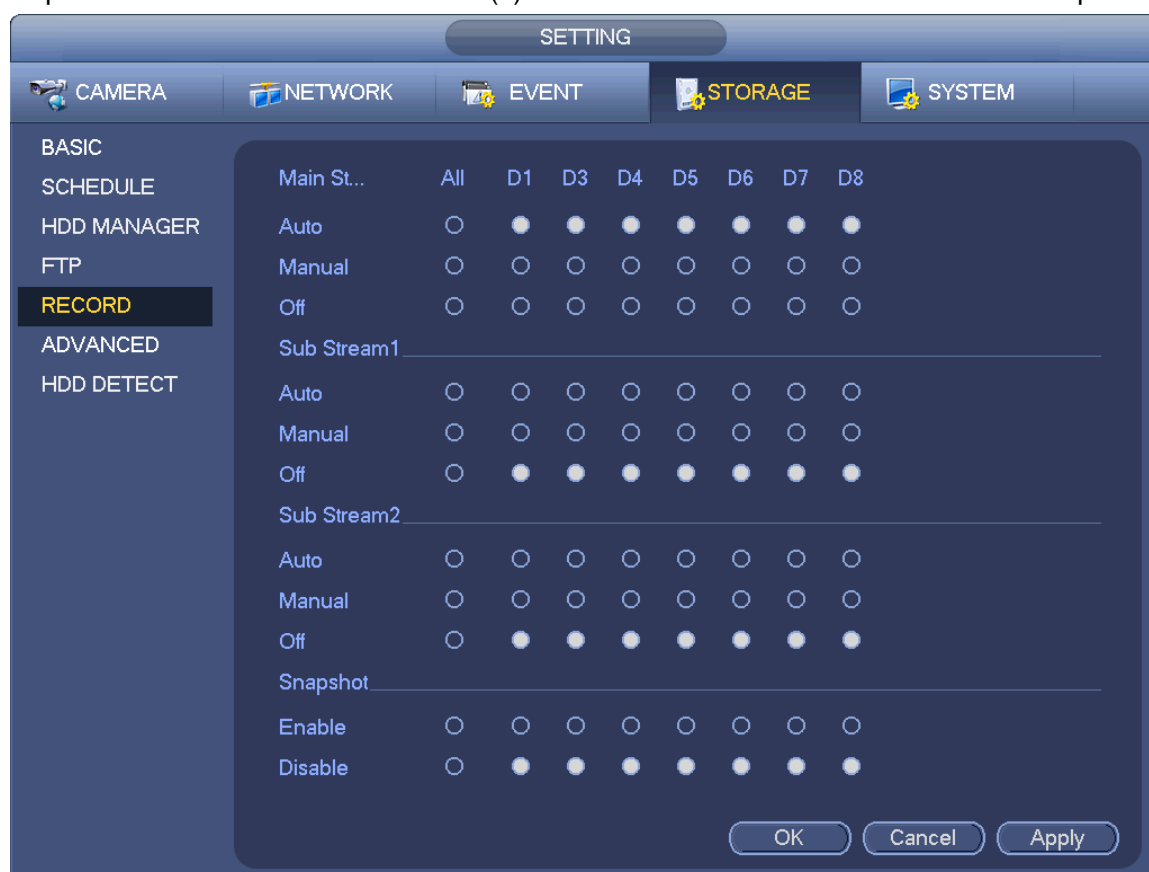 SETTING
CAMERA NETWORK EVENT STORAGE SYSTEM
BASIC
SCHEDULE
HDD MANAGER
FTP
RECORD
ADVANCED
HDD DETECT
Main St... All D1 D3 D4 D5 D6 D7 D8
Auto
Manual
Off
Sub Stream1
Auto
Manual
Off
Sub Stream2
Auto
Manual
Off
Snapshot
Enable
Disable
OK Cancel Apply